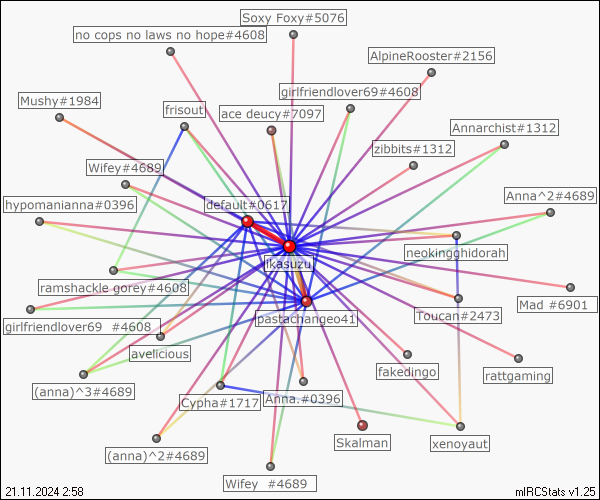 Soxy Foxy#5076
no cops no laws no hope#4608
AlpineRooster#2156
girlfriendlover69#4608
Mushy#1984
frisout
ace deucy#7097
Annarchist#1312
zibbits#1312
Wifey#4689
Anna^2#4689
hypomanianna#0396
default#0617
neokingghidorah
ikasuzu
ramshackle gorey#4608
Mad #6901
pastachangeo41
Toucan#2473
girlfriendlover69 #4608
avelicious
fakedingo
rattgaming
(anna)^3#4689
Cypha#1717
Anna.#0396
Skalman
xenoyaut
(anna)^2#4689
Wifey #4689
21.11.2024 2:58
mIRCStats v1.25